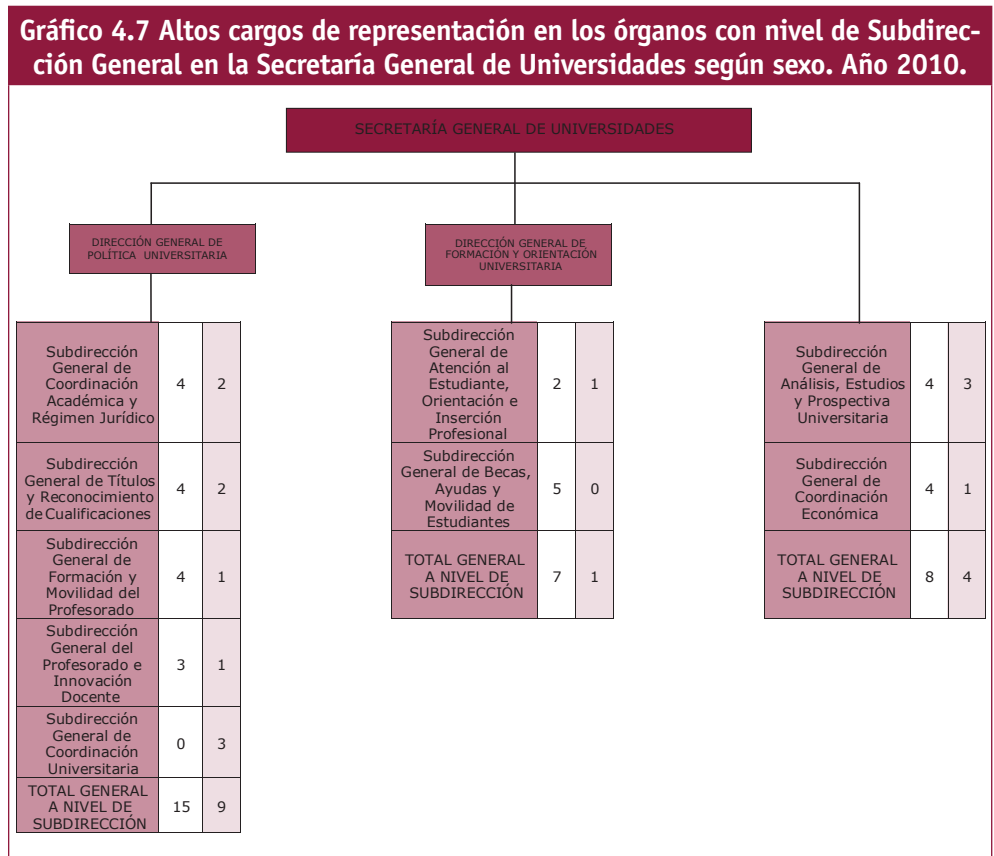 Gráfico 4.7 Altos cargos de representación en los órganos con nivel de Subdirec-
ción General en la Secretaría General de Universidades según sexo. Año 2010.
SECRETARÍA GENERAL DE UNIVERSIDADES
DIRECCIÓN GENERAL DE
POLÍTICA UNIVERSITARIA
Subdirección
General de
Coordinación
Académica y
Régimen Jurídico
4
2
Subdirección
General de Títulos
y Reconocimiento
de Cualificaciones
4
2
Subdirección
General de
Formación y
Movilidad del
Profesorado
4
1
Subdirección
General del
Profesorado e
Innovación
Docente
3
1
Subdirección
General de
Coordinación
Universitaria
0
3
TOTAL GENERAL
A NIVEL DE
SUBDIRECCIÓN
15
9
DIRECCIÓN GENERAL DE
FORMACIÓN Y ORIENTACIÓN
UNIVERSITARIA
Subdirección
General de
Atención al
Estudiante,
Orientación e
Inserción
Profesional
2
1
Subdirección
General de Becas,
Ayudas y
Movilidad de
Estudiantes
5
0
TOTAL GENERAL
A NIVEL DE
SUBDIRECCIÓN
7
1
Subdirección
General de
Análisis, Estudios
y Prospectiva
Universitaria
4
3
Subdirección
General de
Coordinación
Económica
4
1
TOTAL GENERAL
A NIVEL DE
SUBDIRECCIÓN
8
4